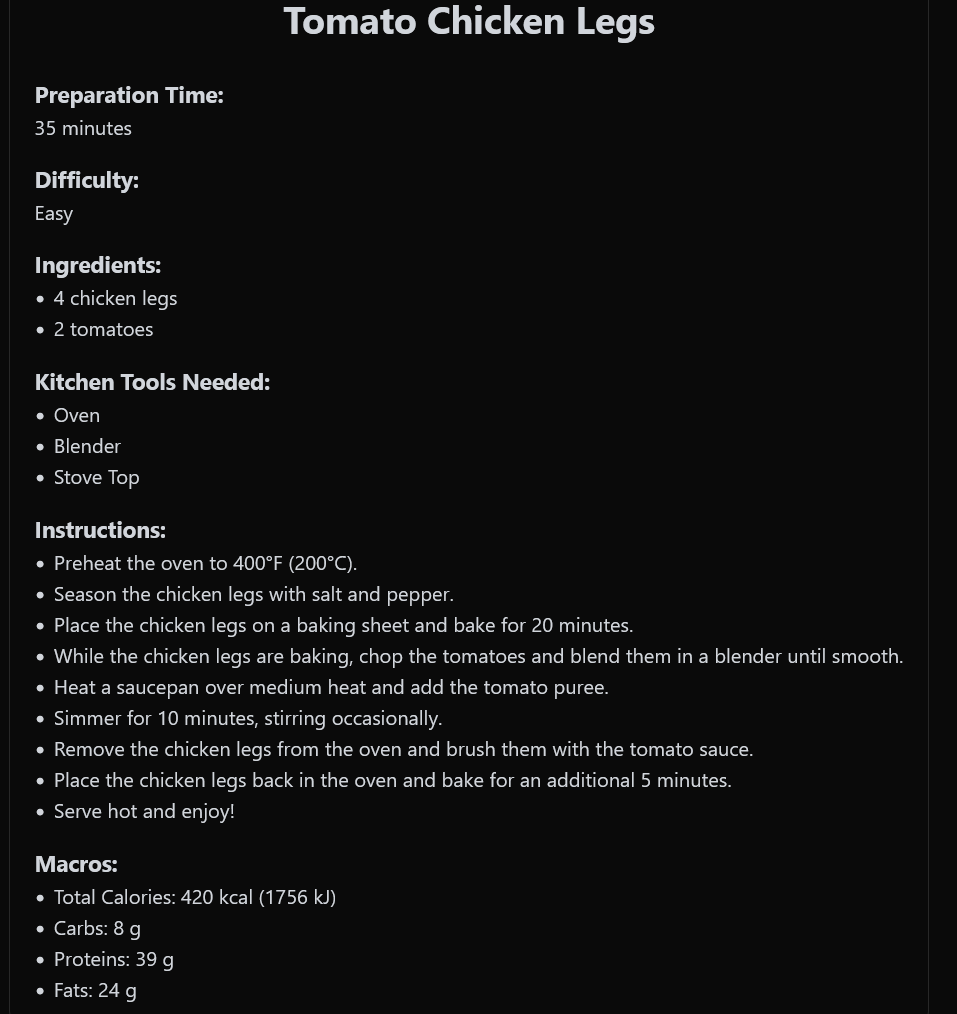 Tomato Chicken Legs
Preparation Time:
35 minutes
Difficulty:
Easy
Ingredients:
• 4 chicken legs
• 2 tomatoes
Kitchen Tools Needed:
• Oven
• Blender
• Stove Top
Instructions:
• Preheat the oven to 400°F (200°C).
• Season the chicken legs with salt and pepper.
• Place the chicken legs on a baking sheet and bake for 20 minutes.
• While the chicken legs are baking, chop the tomatoes and blend them in a blender until smooth.
• Heat a saucepan over medium heat and add the tomato puree.
• Simmer for 10 minutes, stirring occasionally.
• Remove the chicken legs from the oven and brush them with the tomato sauce.
• Place the chicken legs back in the oven and bake for an additional 5 minutes.
• Serve hot and enjoy!
Macros:
• Total Calories: 420 kcal (1756 kJ)
• Carbs: 8 g
• Proteins: 39 g
• Fats: 24 g